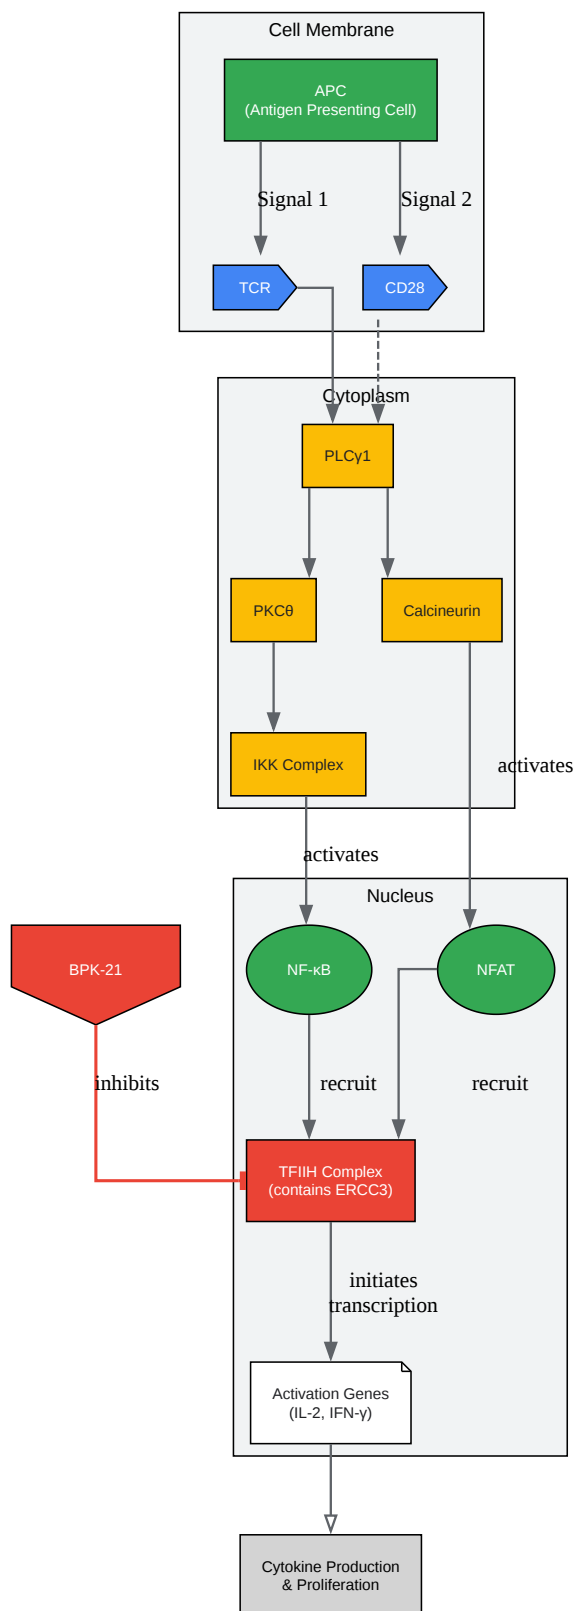 Cell Membrane
APC
(Antigen Presenting Cell)
Signal 1
Signal 2
TCR
CD28
Cytoplasm
PLCγ1
PKCθ
Calcineurin
IKK Complex
activates
activates
Nucleus
BPK-21
NF-κB
NFAT
inhibits
recruit
recruit
TFIIH Complex
(contains ERCC3)
initiates
transcription
Activation Genes
(IL-2, IFN-γ)
Cytokine Production
& Proliferation